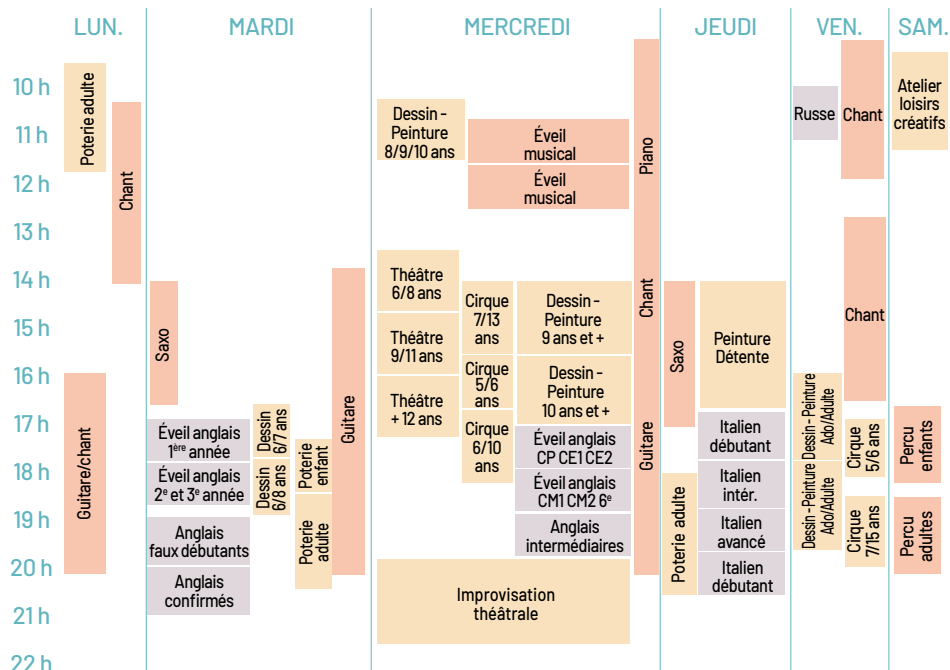 LUN.
MARDI
MERCREDI
JEUDI
VEN.
SAM.
10 h
11 h
12 h
13 h
14 h
15 h
16 h
17 h
18 h
19 h
20 h
21 h
22 h
Poterie adulte
Chant
Guitare/chant
Saxo
Éveil anglais
1ère année
Éveil anglais
2e et 3e année
Anglais
faux débutants
Anglais
confirmés
Dessin
6/7 ans
Dessin
6/8 ans
Poterie
enfant
Poterie
adulte
Guitare
Dessin -
Peinture
8/9/10 ans
Éveil
musical
Éveil
musical
Théâtre
6/8 ans
Théâtre
9/11 ans
Théâtre
+ 12 ans
Cirque
7/13
ans
Cirque
5/6
ans
Cirque
6/10
ans
Dessin -
Peinture
9 ans et +
Dessin -
Peinture
10 ans et +
Éveil anglais
CP CE1 CE2
Éveil anglais
CM1 CM2 6e
Anglais
intermédiaires
Improvisation
théâtrale
Piano
Chant
Guitare
Saxo
Poterie adulte
Peinture
Détente
Italien
débutant
Italien
intér.
Italien
avancé
Italien
débutant
Russe
Chant
Chant
Dessin - Peinture
Ado/Adulte
Dessin - Peinture
Ado/Adulte
Cirque
5/6 ans
Cirque
7/15 ans
Atelier
loisirs
créatifs
Percu
enfants
Percu
adultes